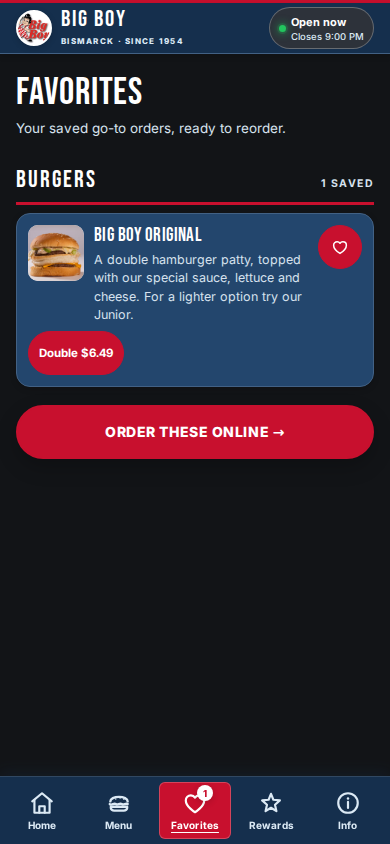 Big Boy
BIG BOY
BISMARCK · SINCE 1954
Open now
Closes 9:00 PM
FAVORITES
Your saved go-to orders, ready to reorder.
BURGERS
1 SAVED
BIG BOY ORIGINAL
A double hamburger patty, topped
with our special sauce, lettuce and
cheese. For a lighter option try our
Junior.
Double $6.49
ORDER THESE ONLINE →
1
Home
Menu
Favorites
Rewards
Info